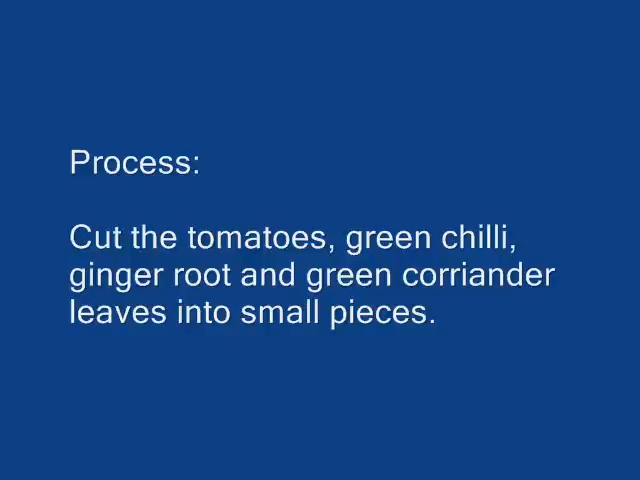 Process:
Cut the tomatoes, green chilli,
ginger root and green corriander
leaves into small pieces.